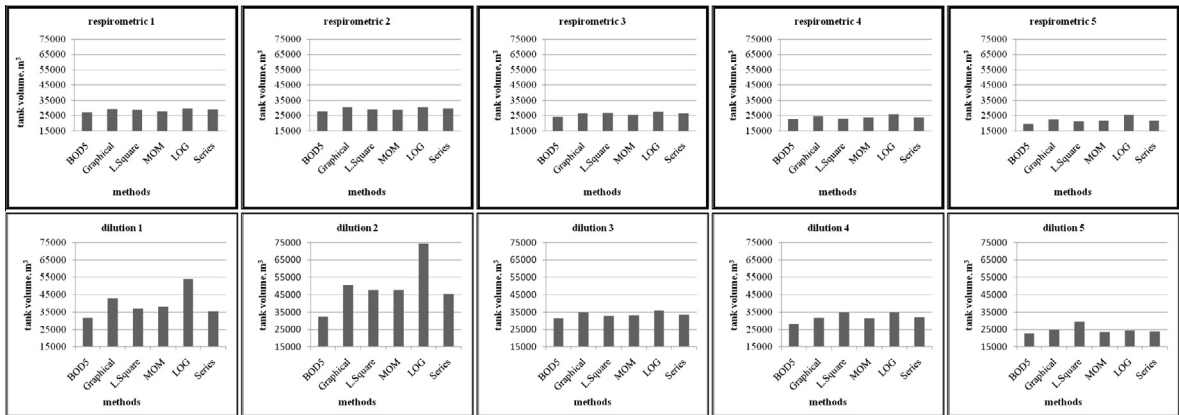 respirometric 1
tank volume, m³
75000
65000
55000
45000
35000
25000
15000
BOD5
Graphical
L.Square
MOM
LOG
Series
methods
respirometric 2
tank volume, m³
75000
65000
55000
45000
35000
25000
15000
BOD5
Graphical
L.Square
MOM
LOG
Series
methods
respirometric 3
tank volume, m³
75000
65000
55000
45000
35000
25000
15000
BOD5
Graphical
L.Square
MOM
LOG
Series
methods
respirometric 4
tank volume, m³
75000
65000
55000
45000
35000
25000
15000
BOD5
Graphical
L.Square
MOM
LOG
Series
methods
respirometric 5
tank volume, m³
75000
65000
55000
45000
35000
25000
15000
BOD5
Graphical
L.Square
MOM
LOG
Series
methods
dilution 1
tank volume, m³
75000
65000
55000
45000
35000
25000
15000
BOD5
Graphical
L.Square
MOM
LOG
Series
methods
dilution 2
tank volume, m³
75000
65000
55000
45000
35000
25000
15000
BOD5
Graphical
L.Square
MOM
LOG
Series
methods
dilution 3
tank volume, m³
75000
65000
55000
45000
35000
25000
15000
BOD5
Graphical
L.Square
MOM
LOG
Series
methods
dilution 4
tank volume, m³
75000
65000
55000
45000
35000
25000
15000
BOD5
Graphical
L.Square
MOM
LOG
Series
methods
dilution 5
tank volume, m³
75000
65000
55000
45000
35000
25000
15000
BOD5
Graphical
L.Square
MOM
LOG
Series
methods